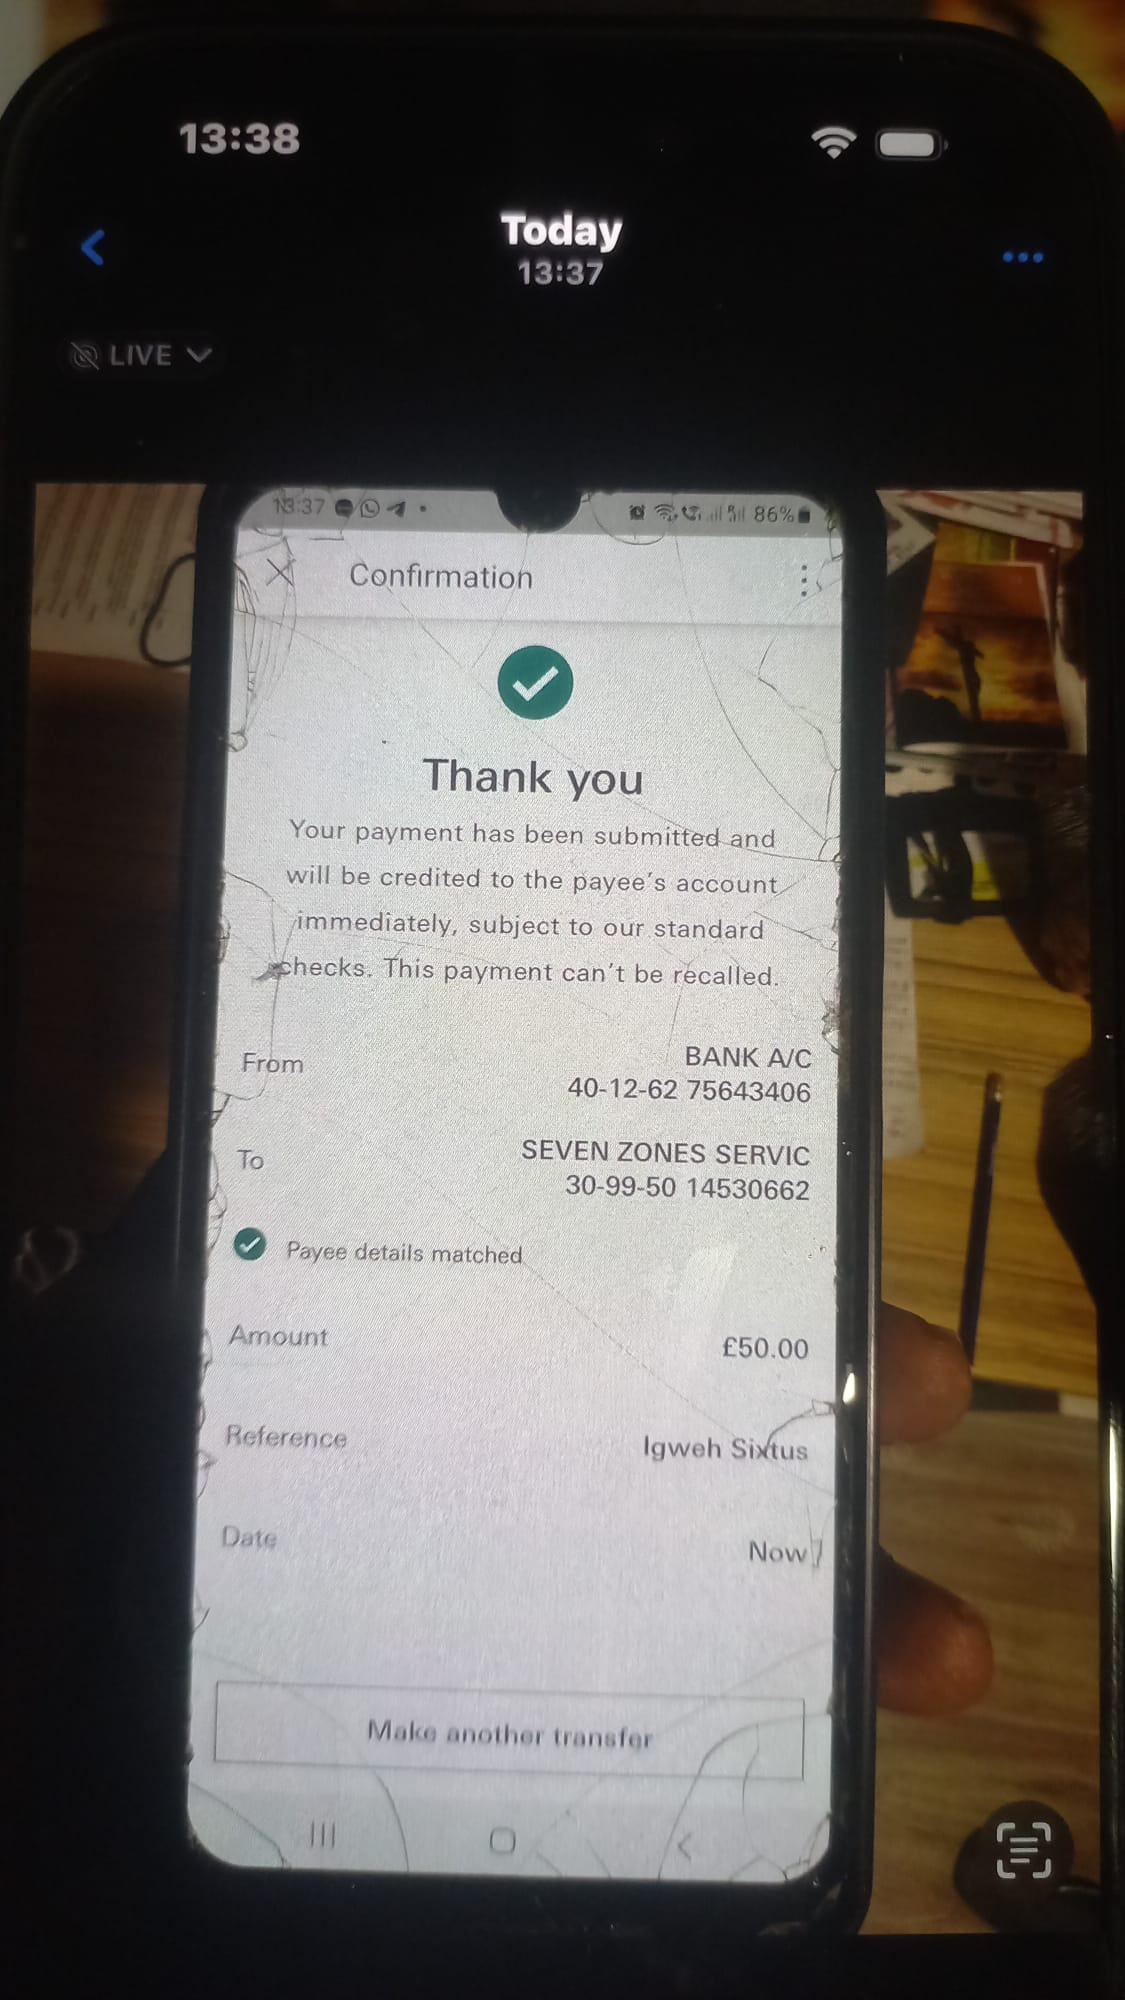 13:38
Today
13:37
LIVE
13:37
86%
Confirmation
Thank you
Your payment has been submitted and
will be credited to the payee's account
immediately, subject to our standard
checks. This payment can't be recalled.
From
BANK A/C
40-12-62 75643406
To
SEVEN ZONES SERVIC
30-99-50 14530662
Payee details matched
Amount
£50.00
Reference
Igweh Sixtus
Date
Now
Make another transfer